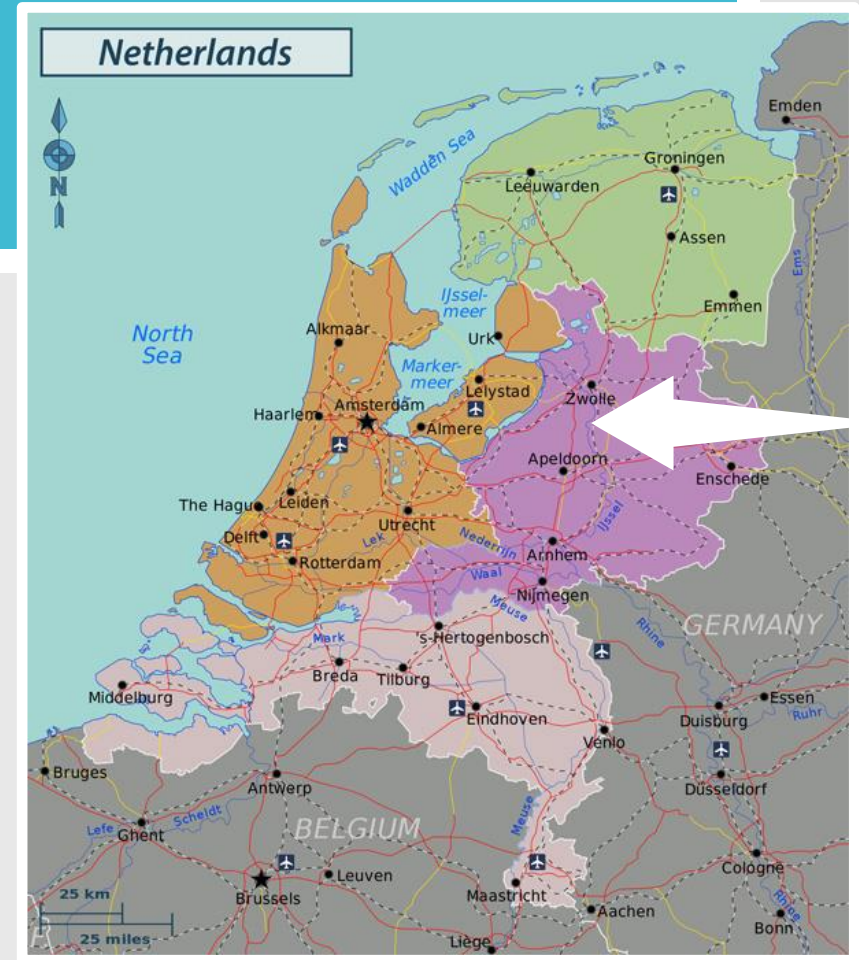 Netherlands
Emden
Wadden Sea
Groningen
Leeuwarden
N
Assen
Ems
Emmen
IJssel-
meer
North
Sea
Alkmaar
Urk
Marker-
meer
Lelystad
Zwolle
Amsterdam
Haarlem
Almere
Apeldoorn
Enschede
Leiden
The Hagu
IJssel
Utrecht
Delft
Lek
Nederrijn
Arnhem
Rotterdam
Waal
Nijmegen
Meuse
GERMANY
Rhine
Mark
's-Hertogenbosch
Breda
Tilburg
Middelburg
Essen
Eindhoven
Duisburg
Ruhr
Venlo
Bruges
Antwerp
Düsseldorf
Scheldt
Meuse
Lefe
Ghent
BELGIUM
Cologne
Leuven
25 km
Brussels
Maastricht
Rhine
Aachen
Bonn
25 miles
Liège